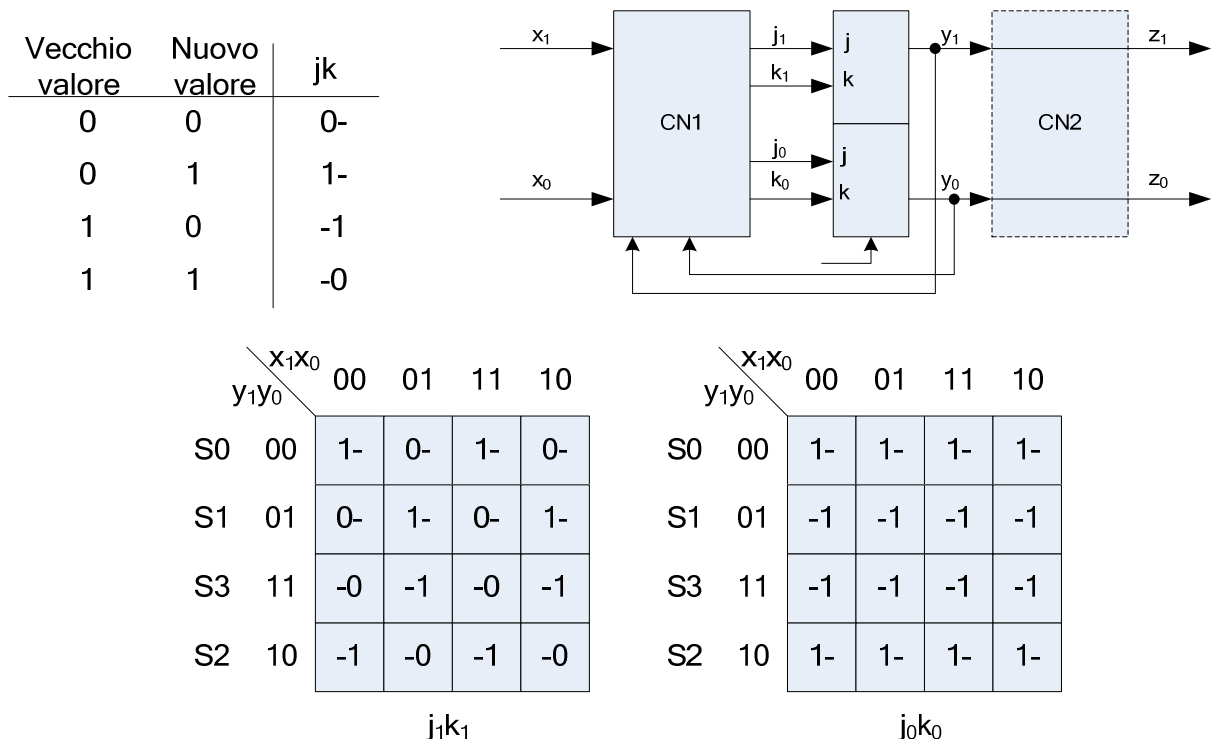 Vecchio valore Nuovo valore jk
0 0 0-
0 1 1-
1 0 -1
1 1 -0
x₁ j₁ j y₁ z₁
k₁ k
CN1 CN2
j₀ j
x₀ k₀ k y₀ z₀
x₁x₀ 00 01 11 10
y₁y₀
S0 00 1- 0- 1- 0-
S1 01 0- 1- 0- 1-
S3 11 -0 -1 -0 -1
S2 10 -1 -0 -1 -0
j₁k₁
x₁x₀ 00 01 11 10
y₁y₀
S0 00 1- 1- 1- 1-
S1 01 -1 -1 -1 -1
S3 11 -1 -1 -1 -1
S2 10 1- 1- 1- 1-
j₀k₀